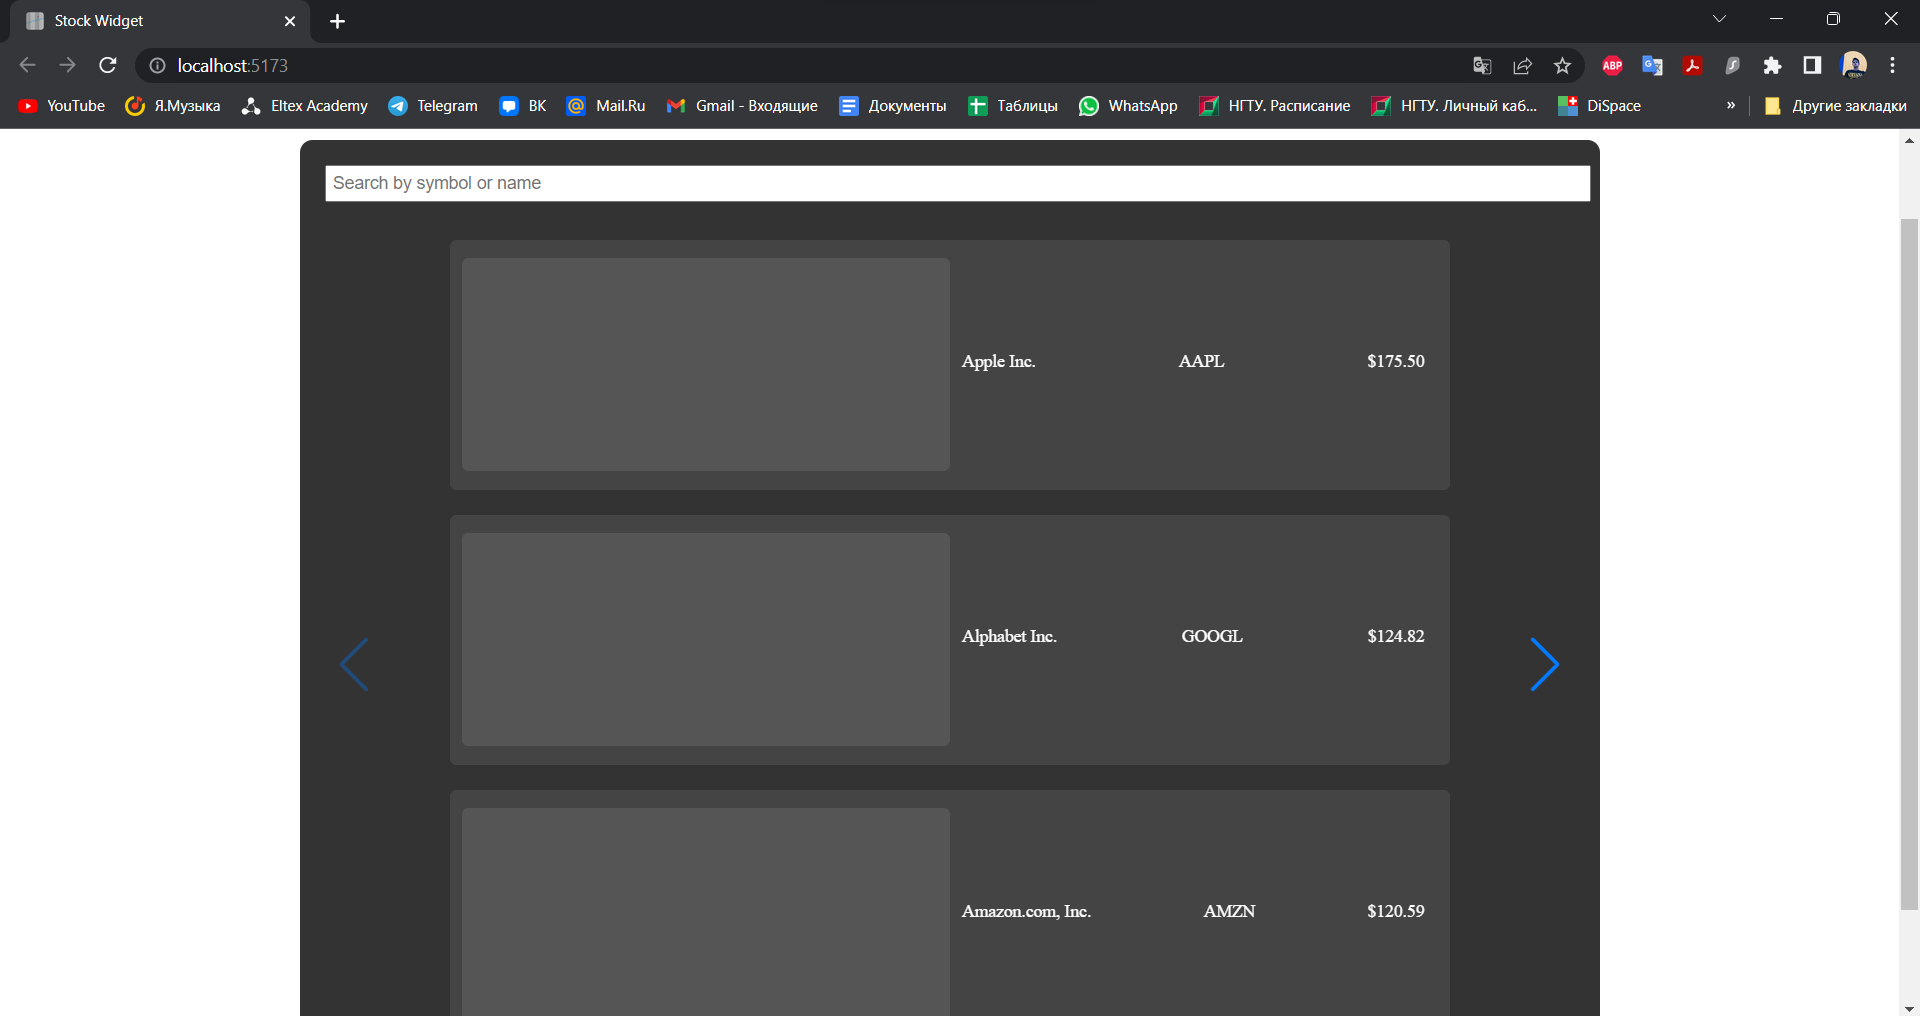 Stock Widget
localhost:5173
ABP
YouTube Я.Музыка Eltex Academy Telegram ВК Mail.Ru Gmail - Входящие Документы Таблицы WhatsApp НГТУ. Расписание НГТУ. Личный каб... DiSpace » Другие закладки
Search by symbol or name
Apple Inc. AAPL $175.50
Alphabet Inc. GOOGL $124.82
Amazon.com, Inc. AMZN $120.59